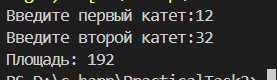 Введите первый катет:12
Введите второй катет:32
Площадь: 192